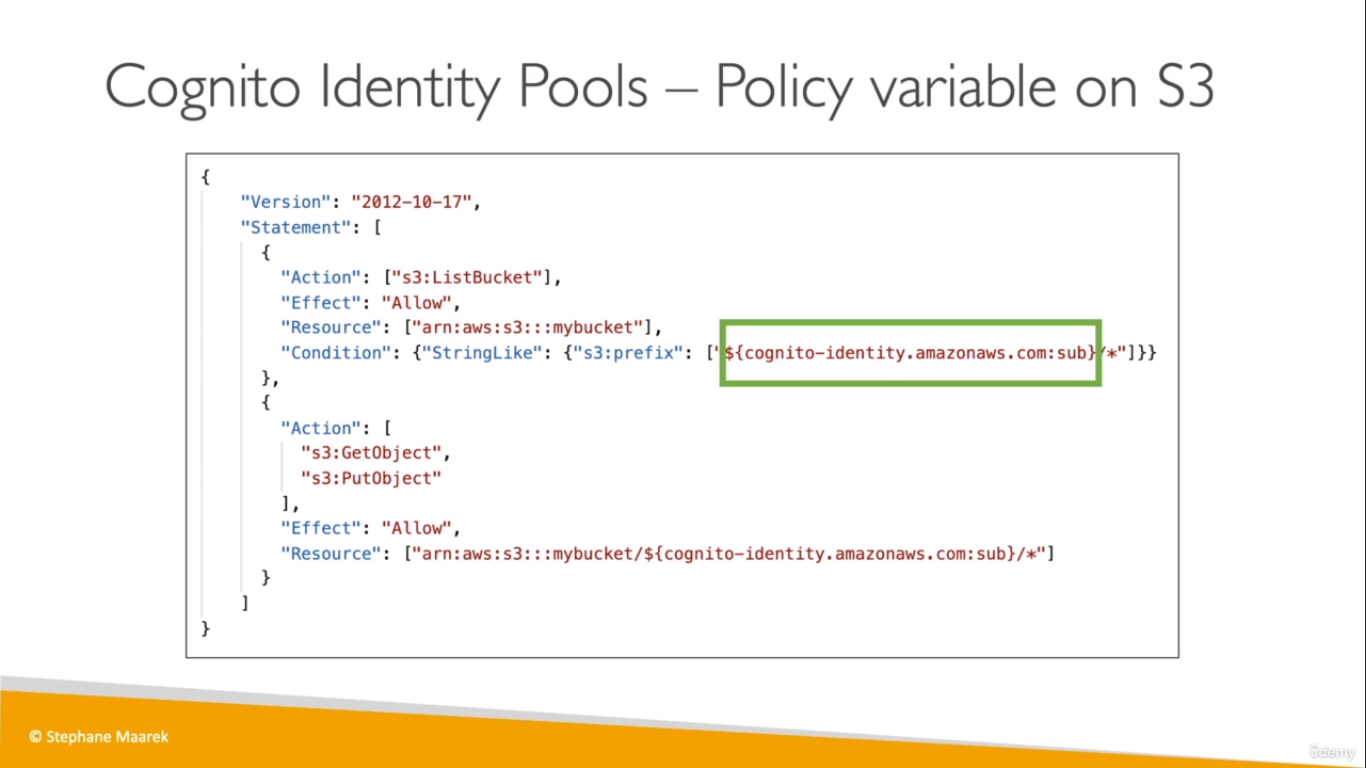 Cognito Identity Pools – Policy variable on S3
{
"Version": "2012-10-17",
"Statement": [
{
"Action": ["s3:ListBucket"],
"Effect": "Allow",
"Resource": ["arn:aws:s3:::mybucket"],
"Condition": {"StringLike": {"s3:prefix": ["${cognito-identity.amazonaws.com:sub}/*"]}}
},
{
"Action": [
"s3:GetObject",
"s3:PutObject"
],
"Effect": "Allow",
"Resource": ["arn:aws:s3:::mybucket/${cognito-identity.amazonaws.com:sub}/*"]
}
]
}
© Stephane Maarek
ûdemy